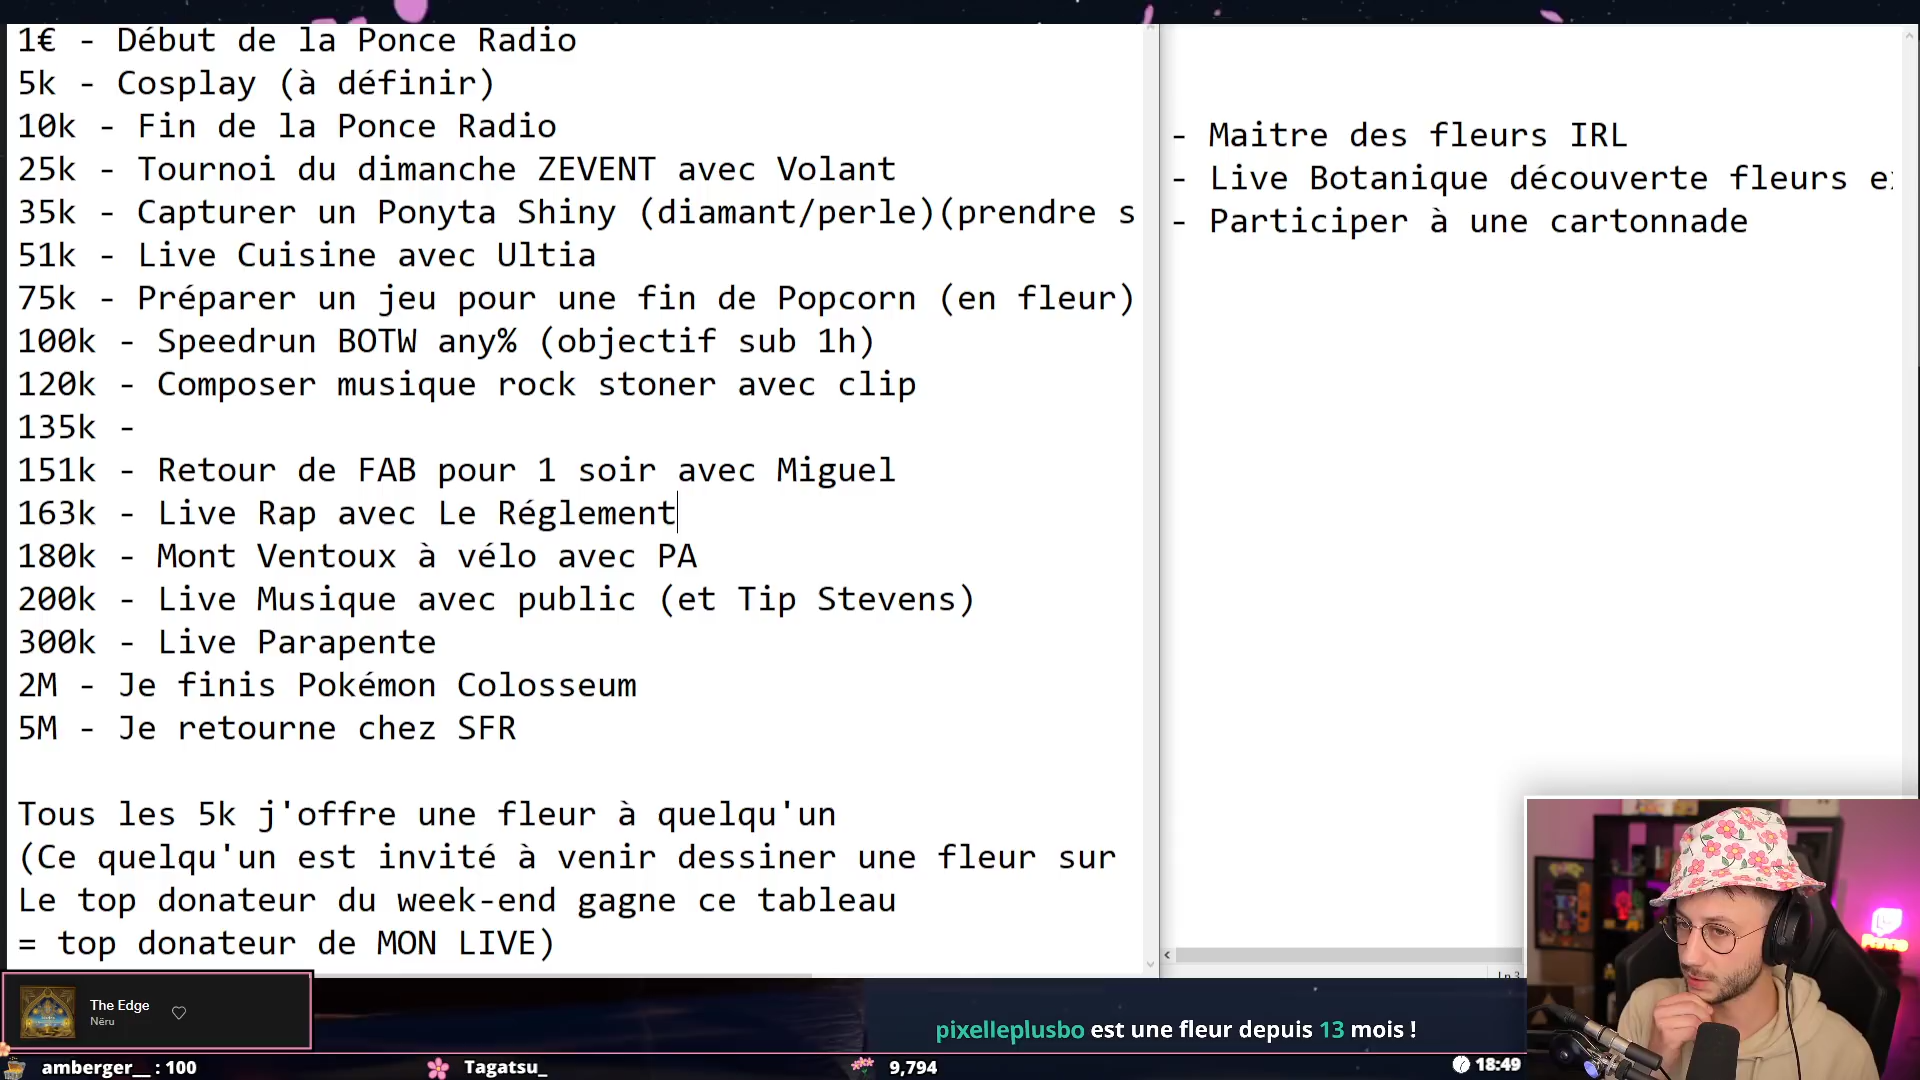 1€ - Début de la Ponce Radio
5k - Cosplay (à définir)
10k - Fin de la Ponce Radio
25k - Tournoi du dimanche ZEVENT avec Volant
35k - Capturer un Ponyta Shiny (diamant/perle)(prendre s
51k - Live Cuisine avec Ultia
75k - Préparer un jeu pour une fin de Popcorn (en fleur)
100k - Speedrun BOTW any% (objectif sub 1h)
120k - Composer musique rock stoner avec clip
135k -
151k - Retour de FAB pour 1 soir avec Miguel
163k - Live Rap avec Le Réglement
180k - Mont Ventoux à vélo avec PA
200k - Live Musique avec public (et Tip Stevens)
300k - Live Parapente
2M - Je finis Pokémon Colosseum
5M - Je retourne chez SFR
Tous les 5k j'offre une fleur à quelqu'un
(Ce quelqu'un est invité à venir dessiner une fleur sur
Le top donateur du week-end gagne ce tableau
= top donateur de MON LIVE)
- Maitre des fleurs IRL
- Live Botanique découverte fleurs e
- Participer à une cartonnade
The Edge
Nëru
pixelleplusbo est une fleur depuis 13 mois !
amberger__ : 100
Tagatsu_
9,794
18:49